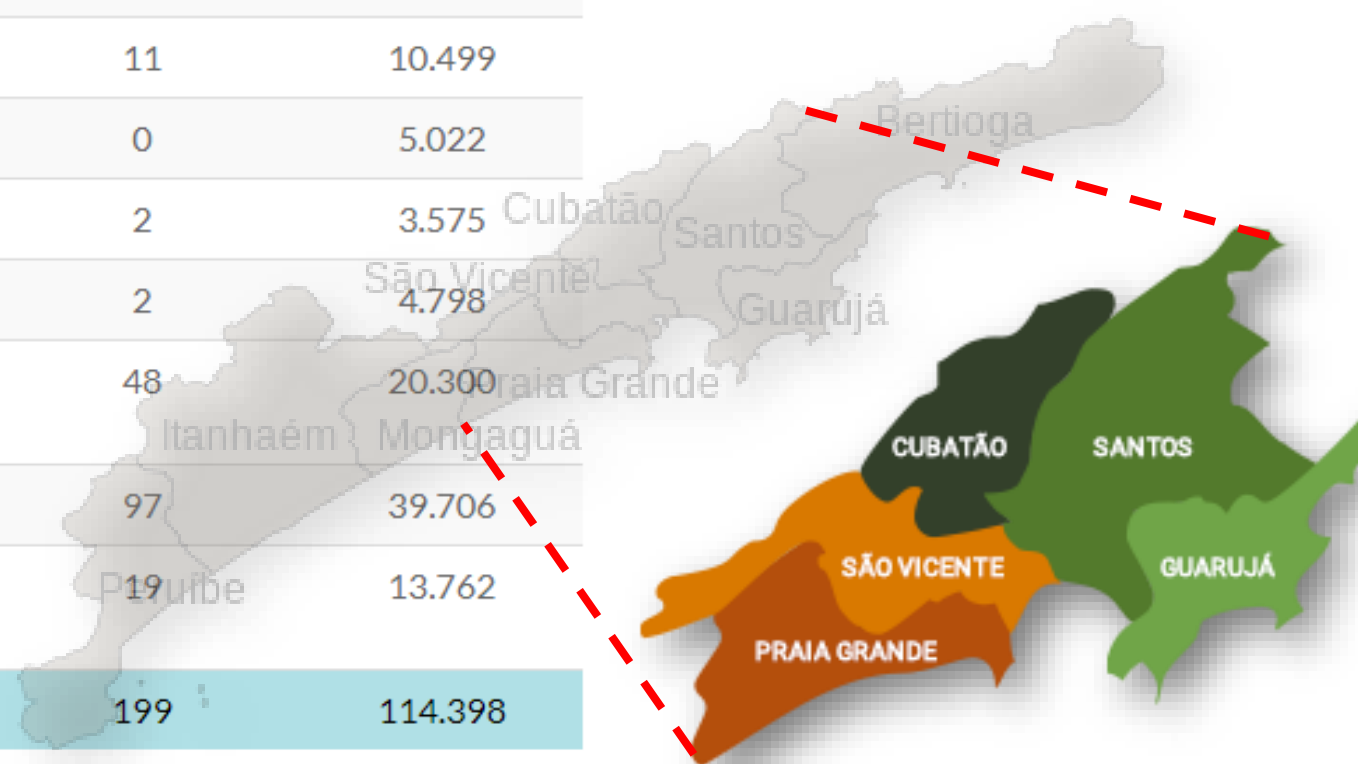 11 10.499
0 5.022
2 3.575
2 4.798
48 20.300
97 39.706
19 13.762
199 114.398
Bertioga
Cubatão
Santos
São Vicente
Guarujá
Praia Grande
Itanhaém
Mongaguá
Peruíbe
CUBATÃO
SANTOS
SÃO VICENTE
GUARUJÁ
PRAIA GRANDE